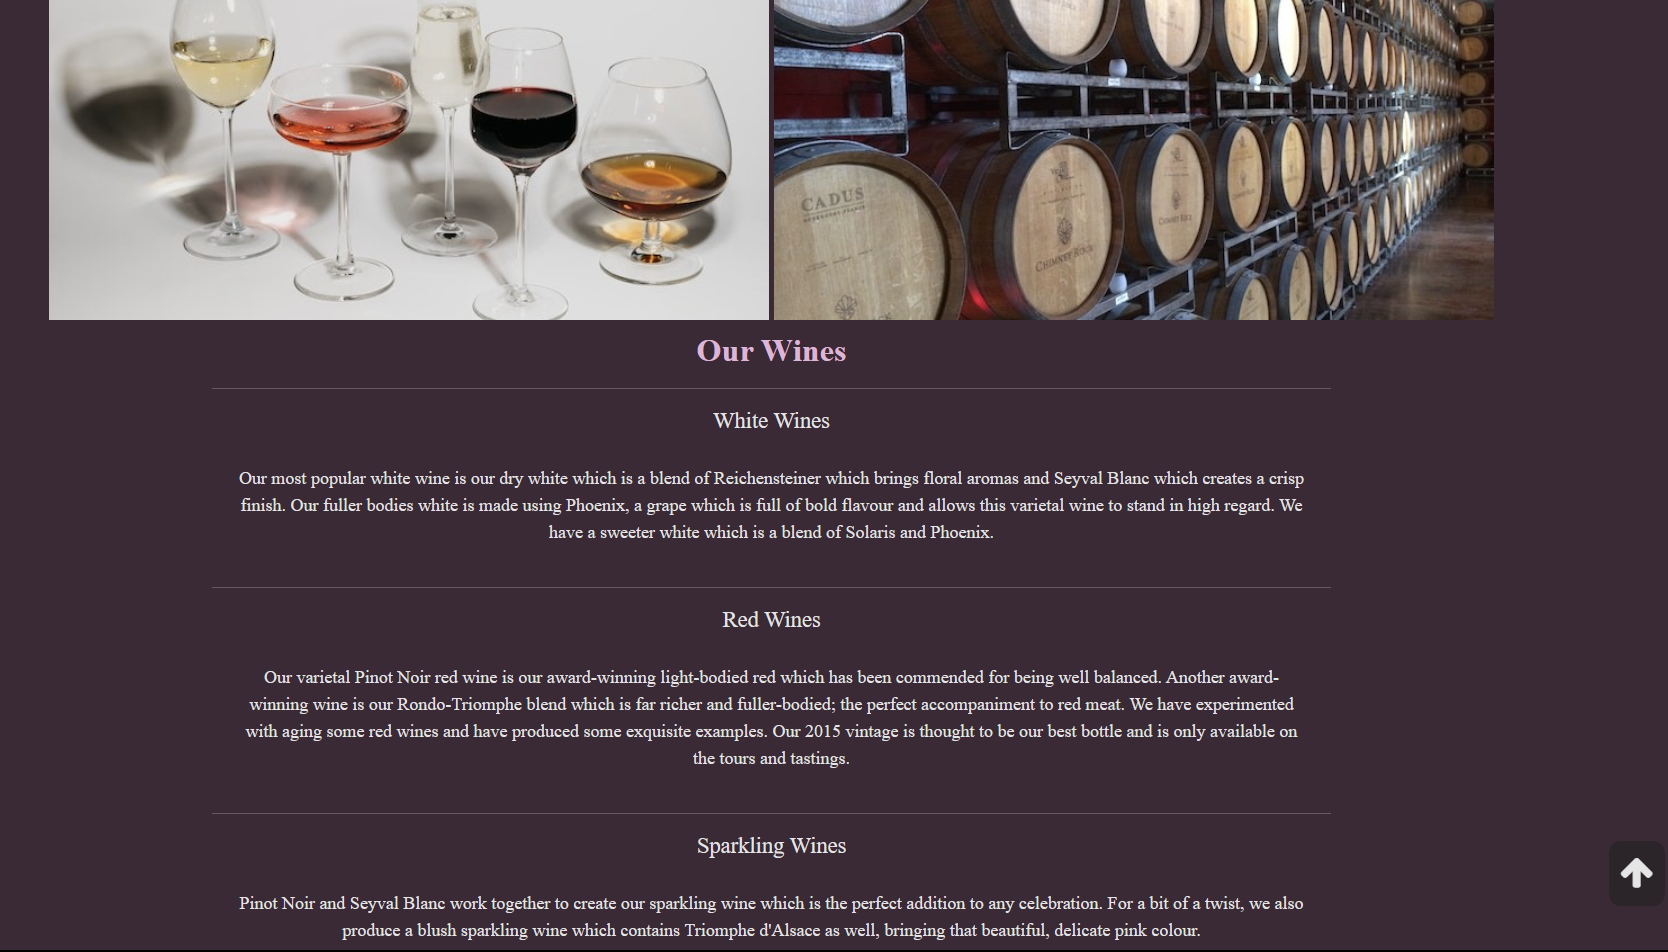 CADUS
CHIMNEY ROCK
CHIMNEY ROCK
Our Wines
White Wines
Our most popular white wine is our dry white which is a blend of Reichensteiner which brings floral aromas and Seyval Blanc which creates a crisp
finish. Our fuller bodies white is made using Phoenix, a grape which is full of bold flavour and allows this varietal wine to stand in high regard. We
have a sweeter white which is a blend of Solaris and Phoenix.
Red Wines
Our varietal Pinot Noir red wine is our award-winning light-bodied red which has been commended for being well balanced. Another award-
winning wine is our Rondo-Triomphe blend which is far richer and fuller-bodied; the perfect accompaniment to red meat. We have experimented
with aging some red wines and have produced some exquisite examples. Our 2015 vintage is thought to be our best bottle and is only available on
the tours and tastings.
Sparkling Wines
Pinot Noir and Seyval Blanc work together to create our sparkling wine which is the perfect addition to any celebration. For a bit of a twist, we also
produce a blush sparkling wine which contains Triomphe d'Alsace as well, bringing that beautiful, delicate pink colour.